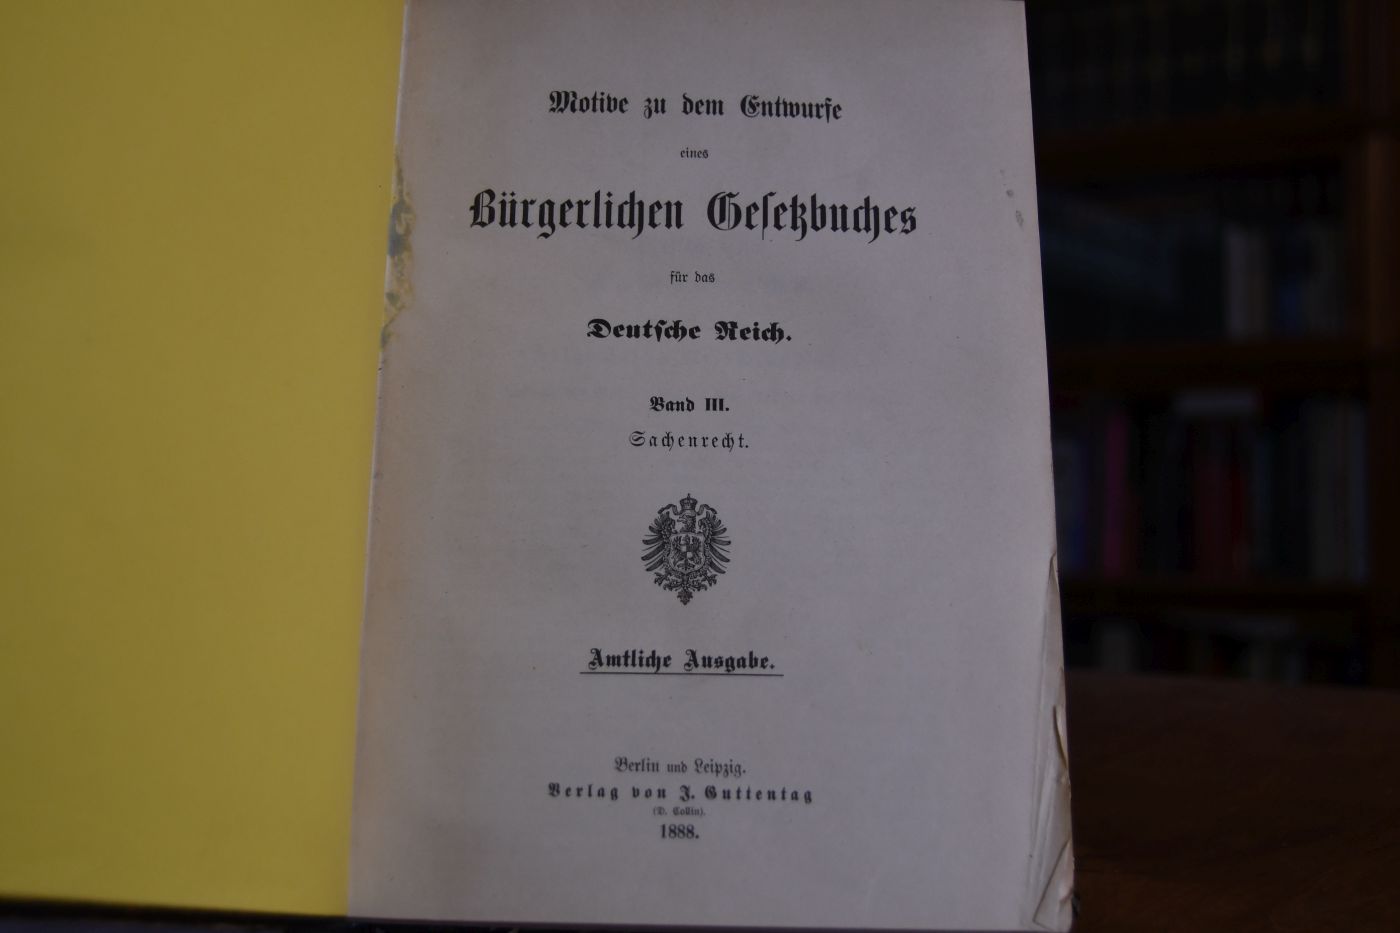 Motive zu dem Entwurfe
eines
Bürgerlichen Geſetzbuches
für das
Deutſche Reich.
Band III.
Sachenrecht.
Amtliche Ausgabe.
Berlin und Leipzig.
Verlag von J. Guttentag
(D. Collin).
1888.